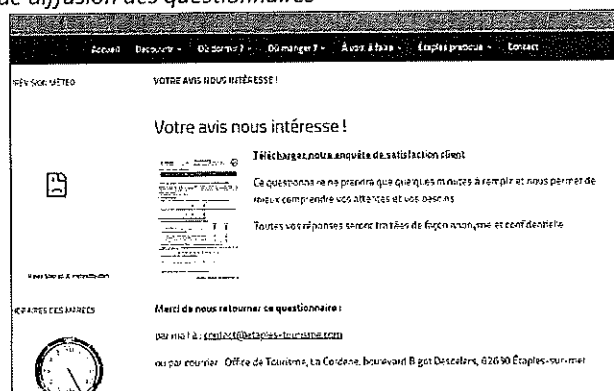 de diffusion des questionnaires
Accueil Découvrir Où dormir ? Où manger ? À voir, à faire Étaples pratique Contact
VOTRE AVIS NOUS INTÉRESSE !
Votre avis nous intéresse !
Téléchargez notre enquête de satisfaction client
Ce questionnaire ne prendra que quelques minutes à remplir et nous permet de
mieux comprendre vos attentes et vos besoins
Toutes vos réponses seront traitées de façon anonyme et confidentielle
HORAIRES DES MARÉES
Merci de nous retourner ce questionnaire :
par mail à : contact@etaples-tourisme.com
ou par courrier : Office de Tourisme, La Corderie, boulevard Bigot Descelers, 62630 Étaples-sur-mer